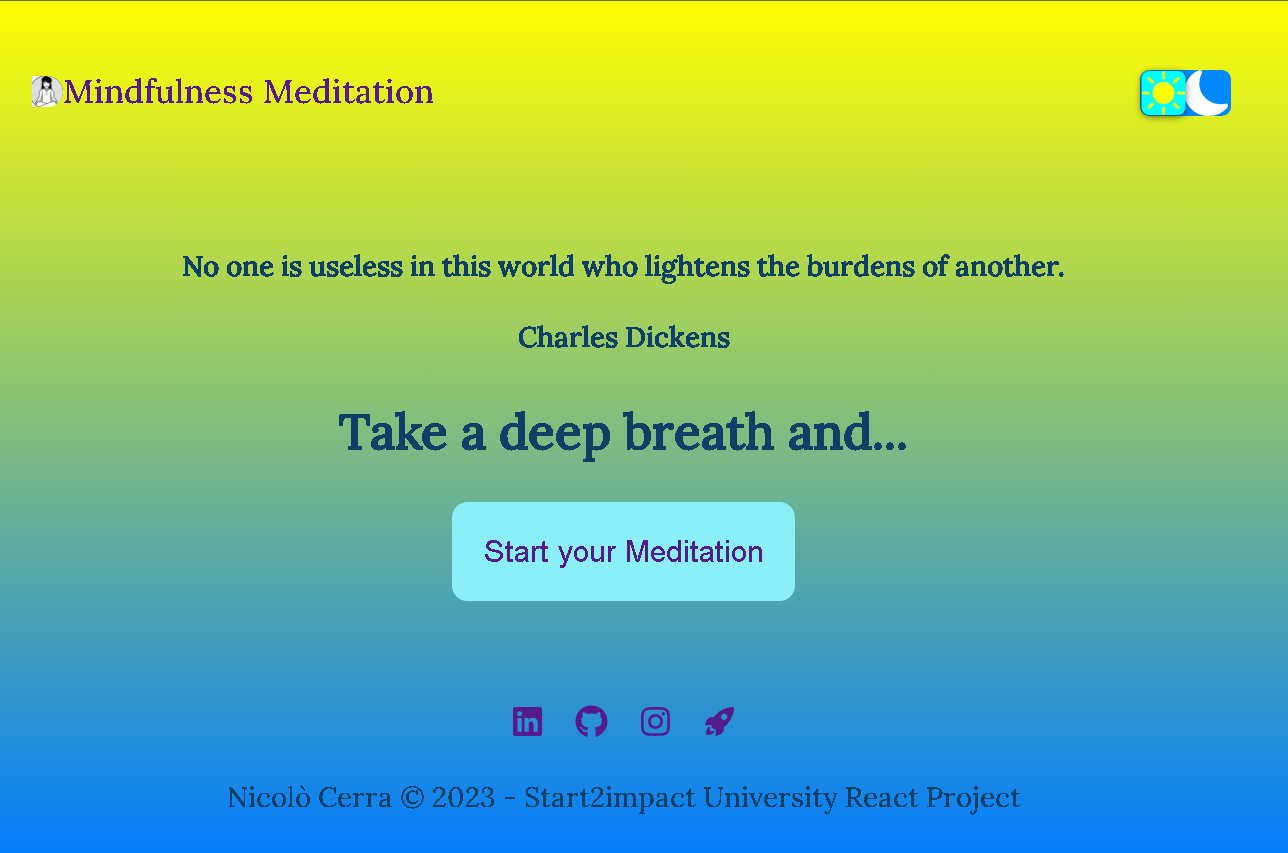 Mindfulness Meditation
No one is useless in this world who lightens the burdens of another.
Charles Dickens
Take a deep breath and...
Start your Meditation
Nicolò Cerra © 2023 - Start2impact University React Project